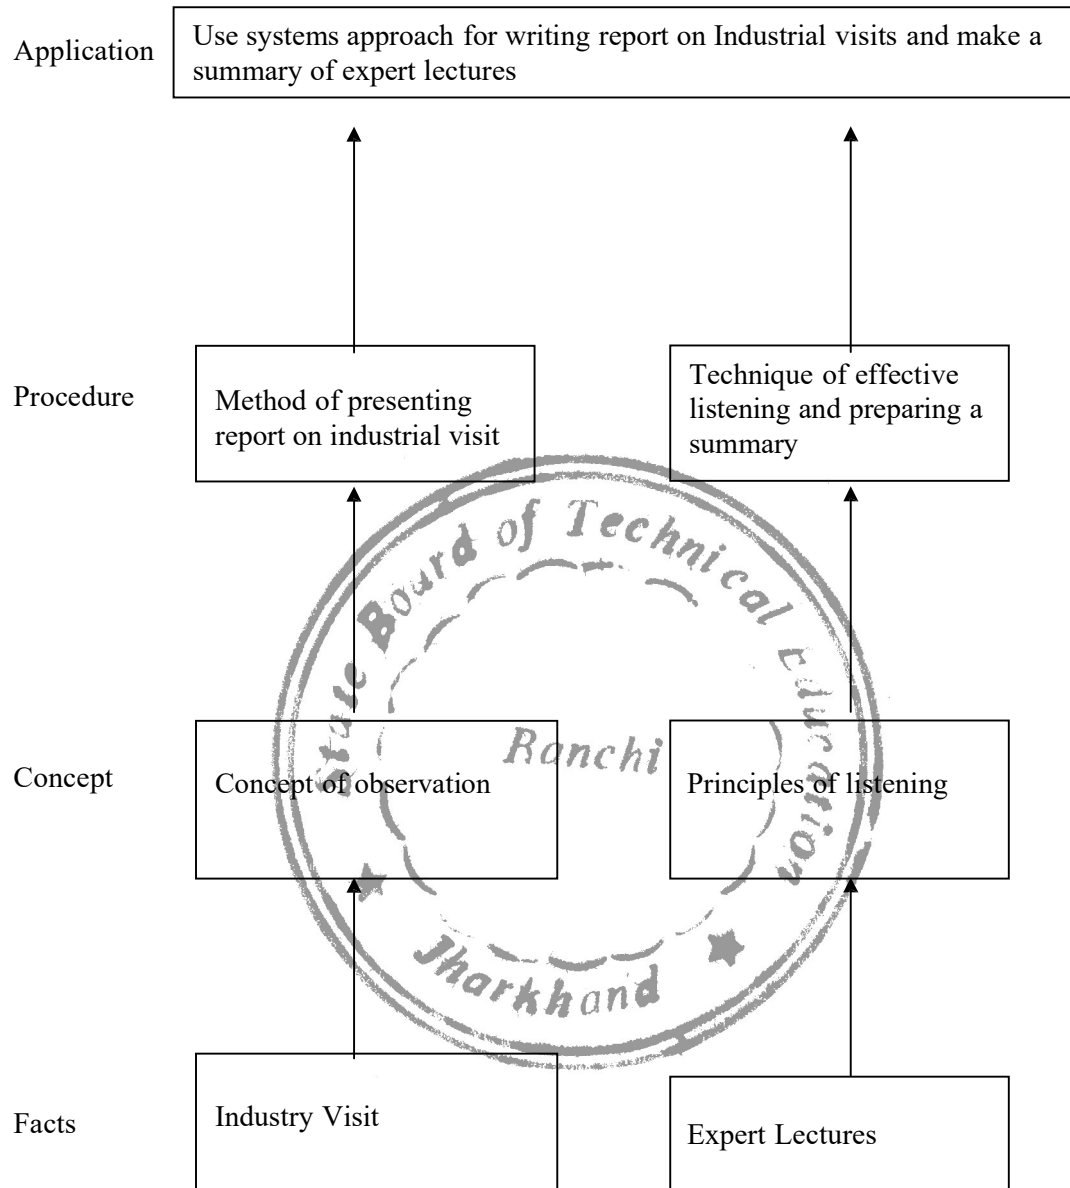 Application
Use systems approach for writing report on Industrial visits and make a
summary of expert lectures
Procedure
Method of presenting
report on industrial visit
Technique of effective
listening and preparing a
summary
State Board of Technical Education
Ranchi
Jharkhand
Concept
Concept of observation
Principles of listening
Facts
Industry Visit
Expert Lectures